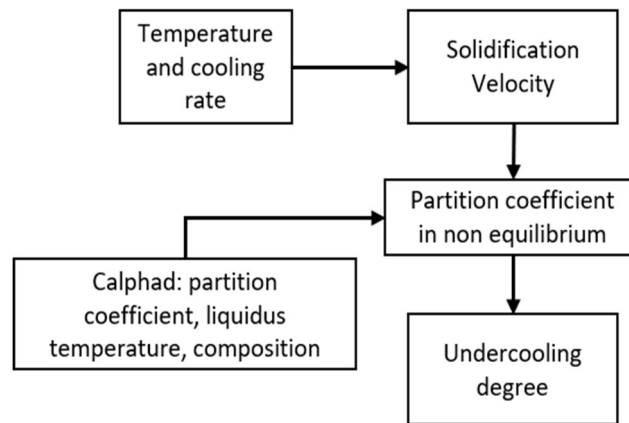 Temperature
and cooling
rate
Solidification
Velocity
Partition coefficient
in non equilibrium
Calphad: partition
coefficient, liquidus
temperature, composition
Undercooling
degree